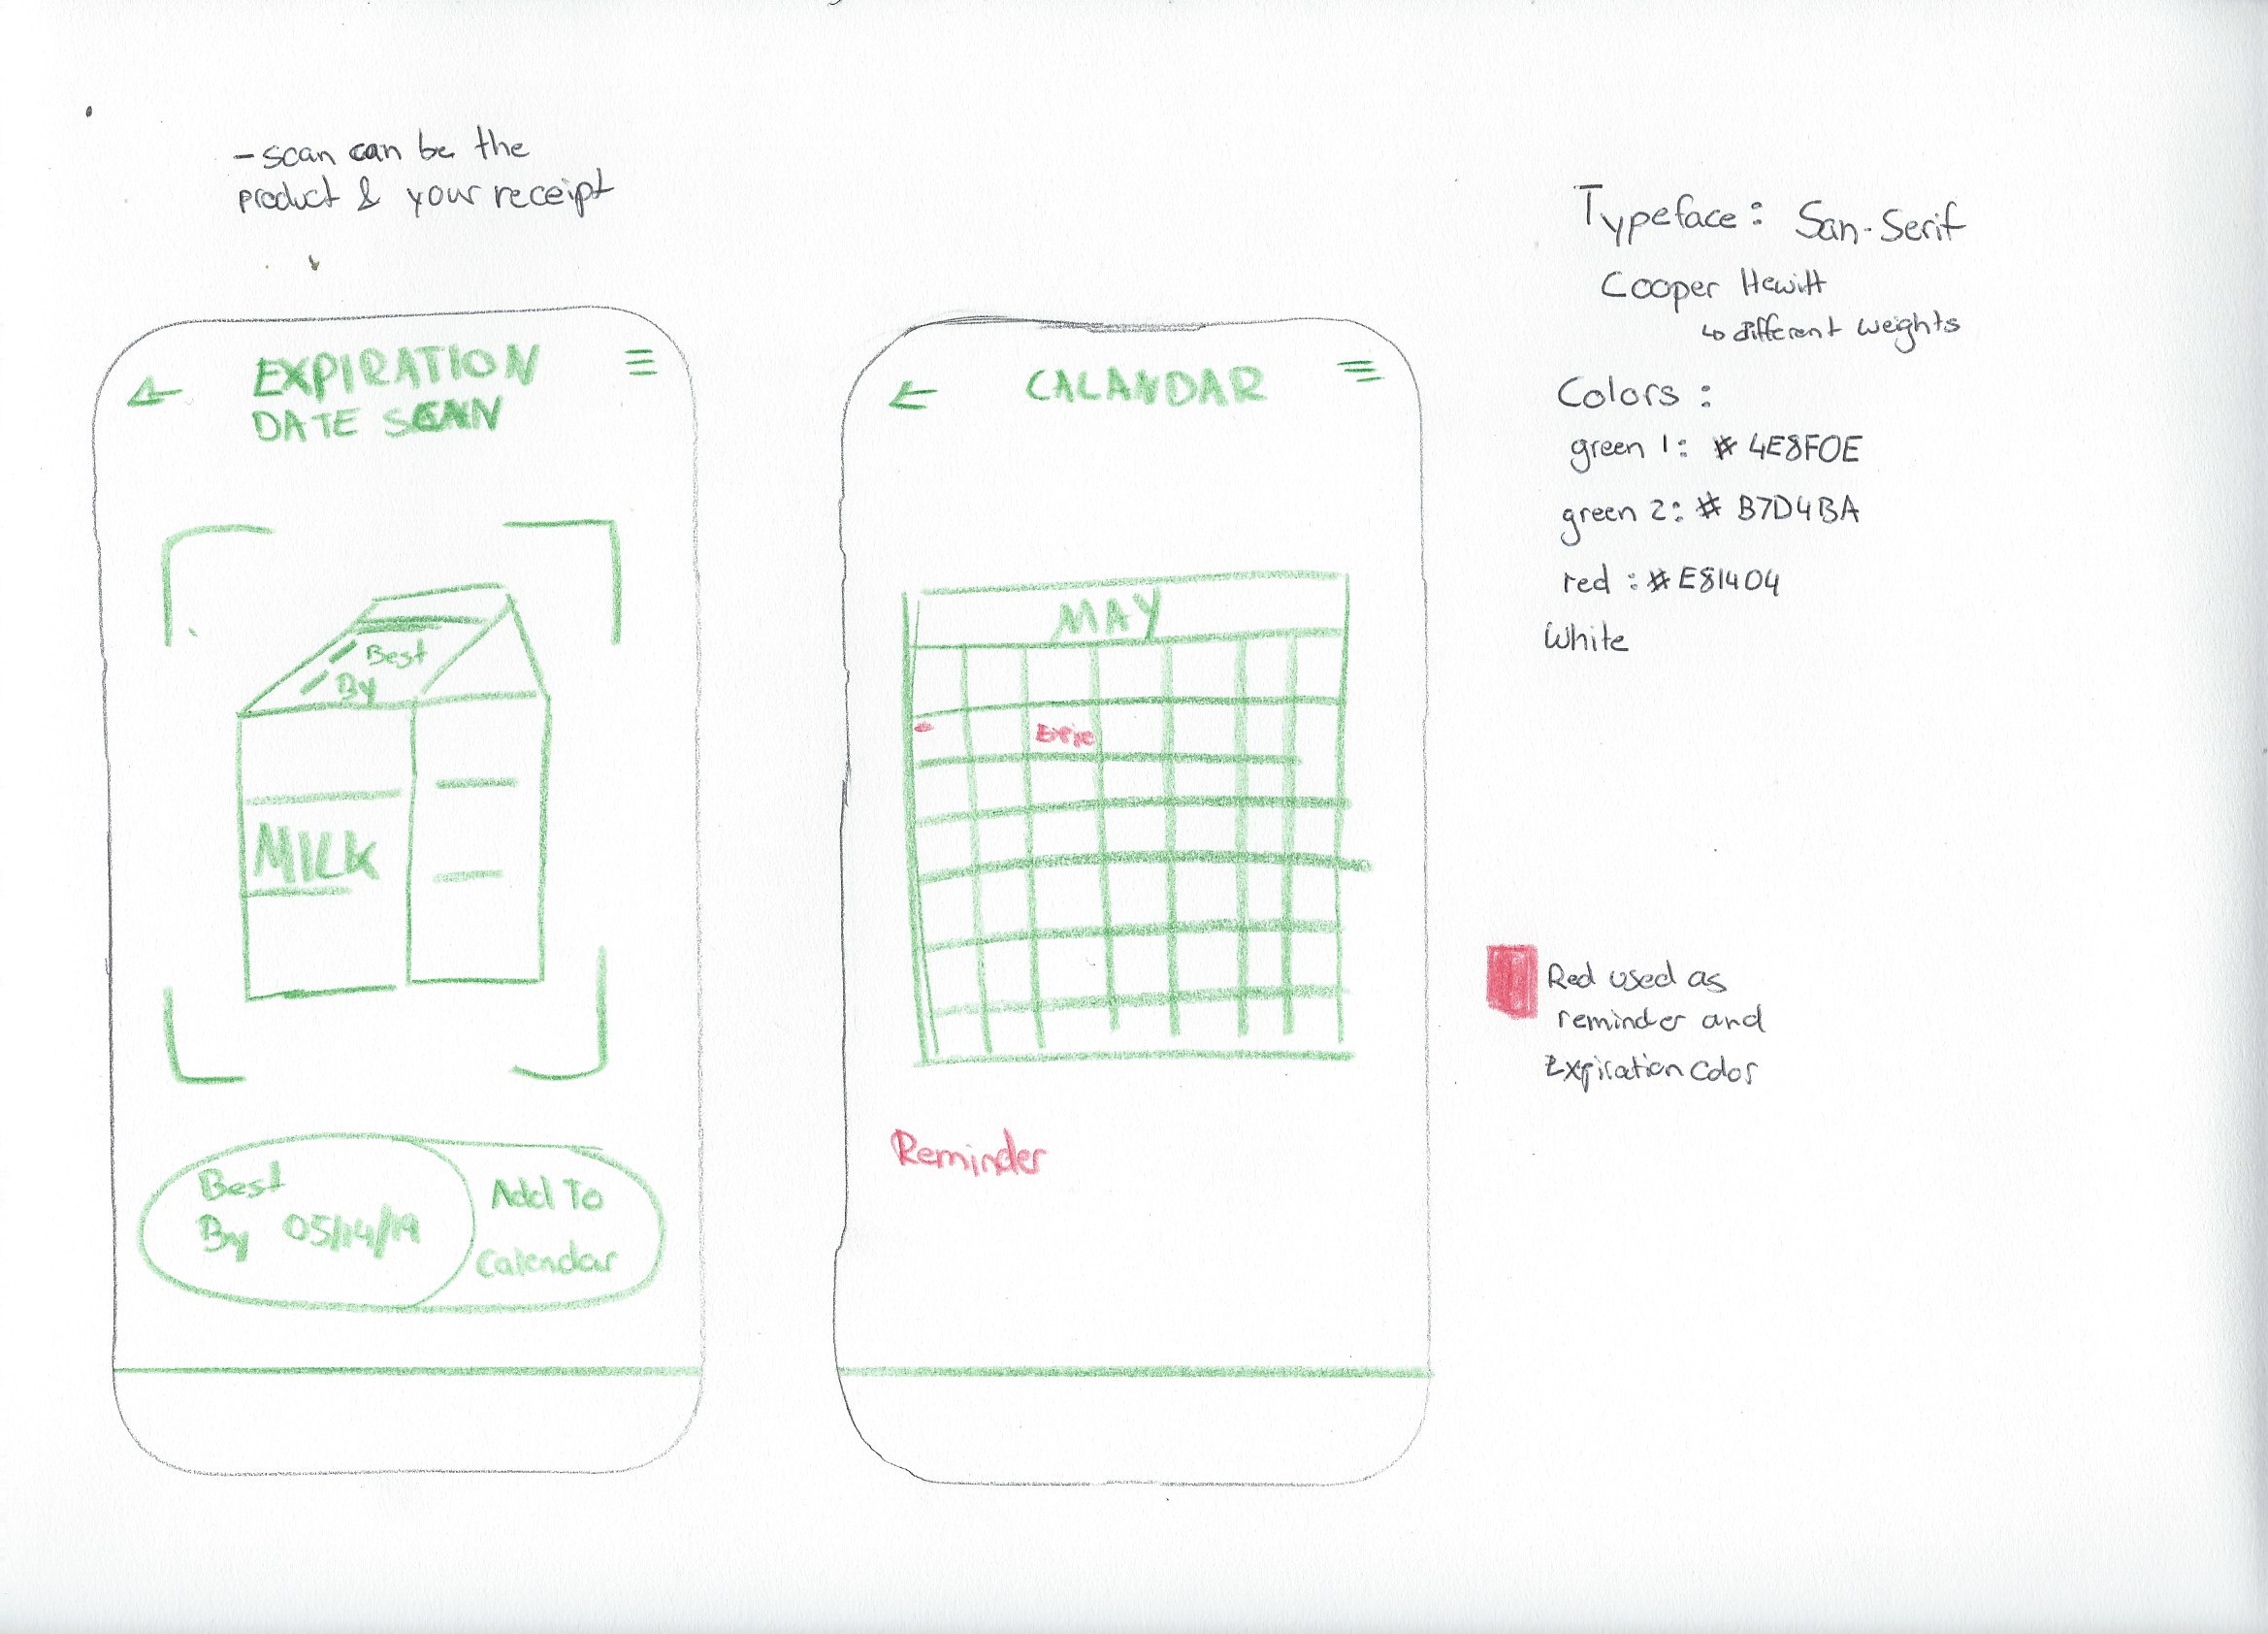 - scan can be the
product & your receipt
EXPIRATION
DATE SCAN
Best
By
MILK
Best
By 05/14/19
Add To
Calendar
CALANDAR
MAY
Expire
Reminder
Typeface: San-Serif
Cooper Hewitt
↳ different weights
Colors:
green 1: #4E8F0E
green 2: #B7D4BA
red: #E81404
White
Red used as
reminder and
Expiration color